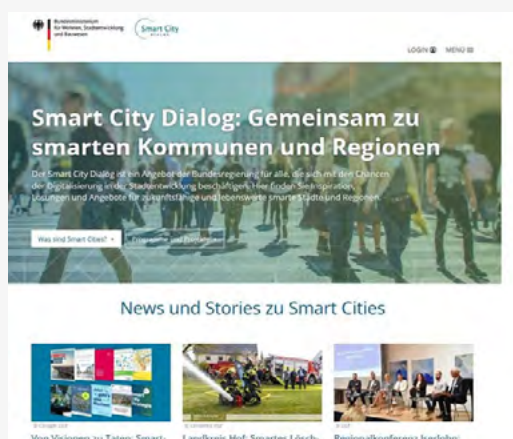 Bundesministerium
für Wohnen, Stadtentwicklung
und Bauwesen
Smart City
DIALOG
LOGIN
MENÜ
Smart City Dialog: Gemeinsam zu
smarten Kommunen und Regionen
Der Smart City Dialog ist ein Angebot der Bundesregierung für alle, die sich mit den Chancen
der Digitalisierung in der Stadtentwicklung beschäftigen. Hier finden Sie Inspiration,
Lösungen und Angebote für zukunftsfähige und lebenswerte smarte Städte und Regionen.
Was sind Smart Cities?
News und Stories zu Smart Cities
Von Visionen zu Taten: Smart-
Landkreis Hof: Smartes Lösch-
Regionalkonferenz Iserlohn: